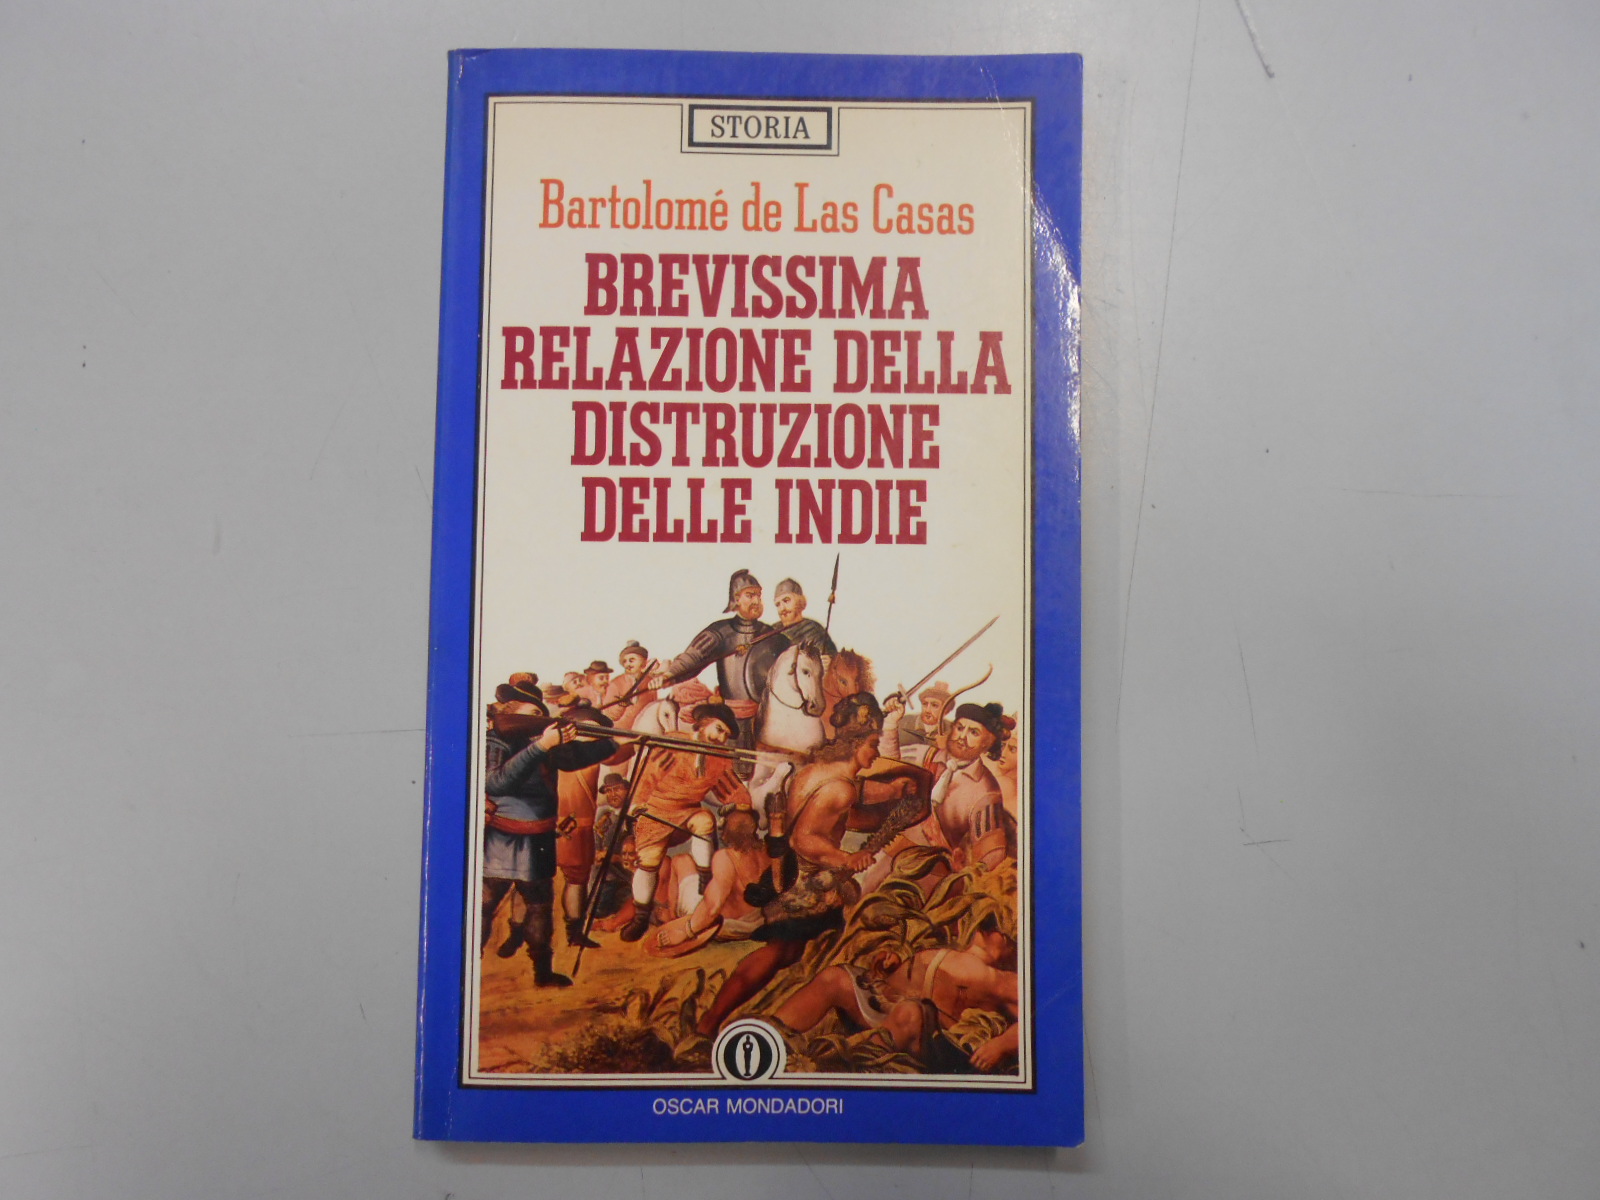 STORIA
Bartolomé de Las Casas
BREVISSIMA
RELAZIONE DELLA
DISTRUZIONE
DELLE INDIE
OSCAR MONDADORI